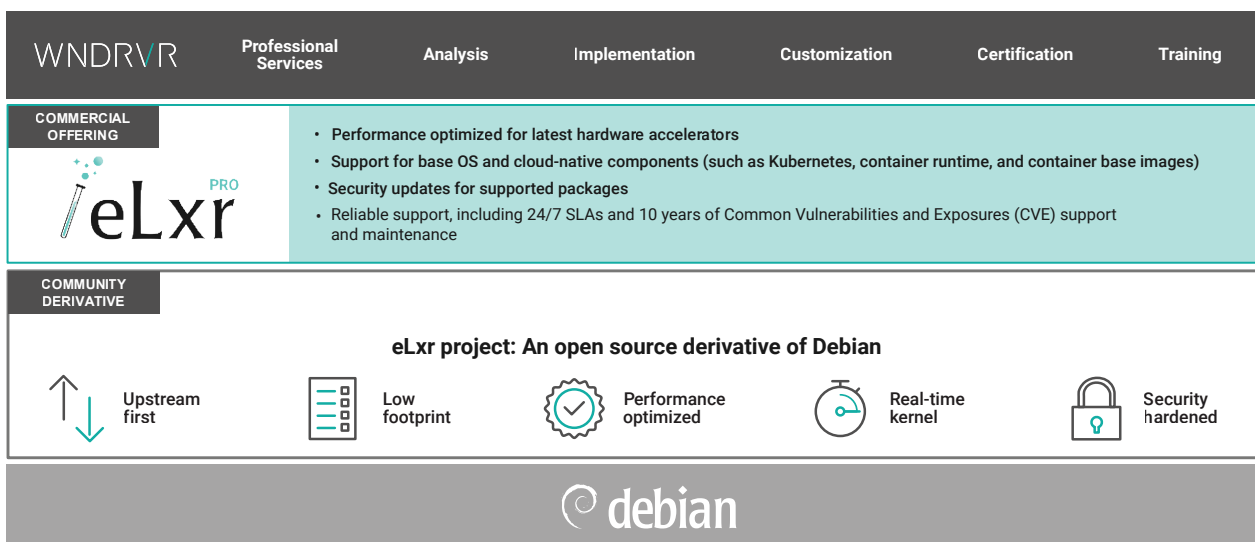 WNDRVR
Professional
Services
Analysis
Implementation
Customization
Certification
Training
COMMERCIAL
OFFERING
eLxr PRO
• Performance optimized for latest hardware accelerators
• Support for base OS and cloud-native components (such as Kubernetes, container runtime, and container base images)
• Security updates for supported packages
• Reliable support, including 24/7 SLAs and 10 years of Common Vulnerabilities and Exposures (CVE) support
and maintenance
COMMUNITY
DERIVATIVE
eLxr project: An open source derivative of Debian
Upstream
first
Low
footprint
Performance
optimized
Real-time
kernel
Security
hardened
debian